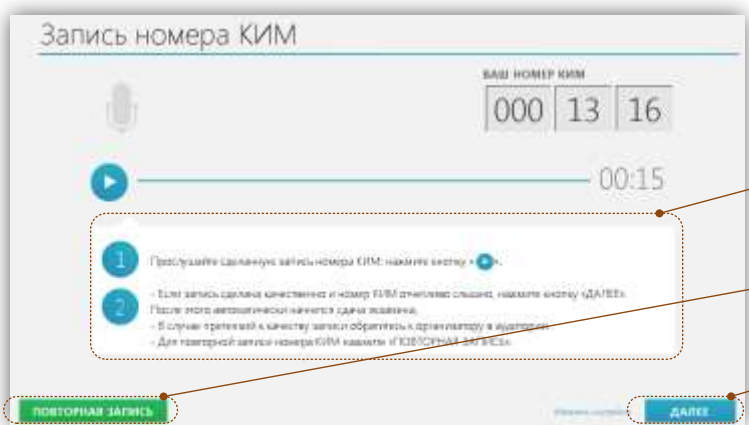 Запись номера КИМ
ВАШ НОМЕР КИМ
000 13 16
00:15
1 Прослушайте сделанную запись номера КИМ: нажмите кнопку « ».
2 - Если запись сделана качественно и номер КИМ отчетливо слышно, нажмите кнопку «ДАЛЕЕ».
После этого автоматически начнется сдача экзамена.
- В случае претензий к качеству записи обратитесь к организатору в аудитории.
- Для повторной записи номера КИМ нажмите «ПОВТОРНАЯ ЗАПИСЬ».
ПОВТОРНАЯ ЗАПИСЬ
ДАЛЕЕ